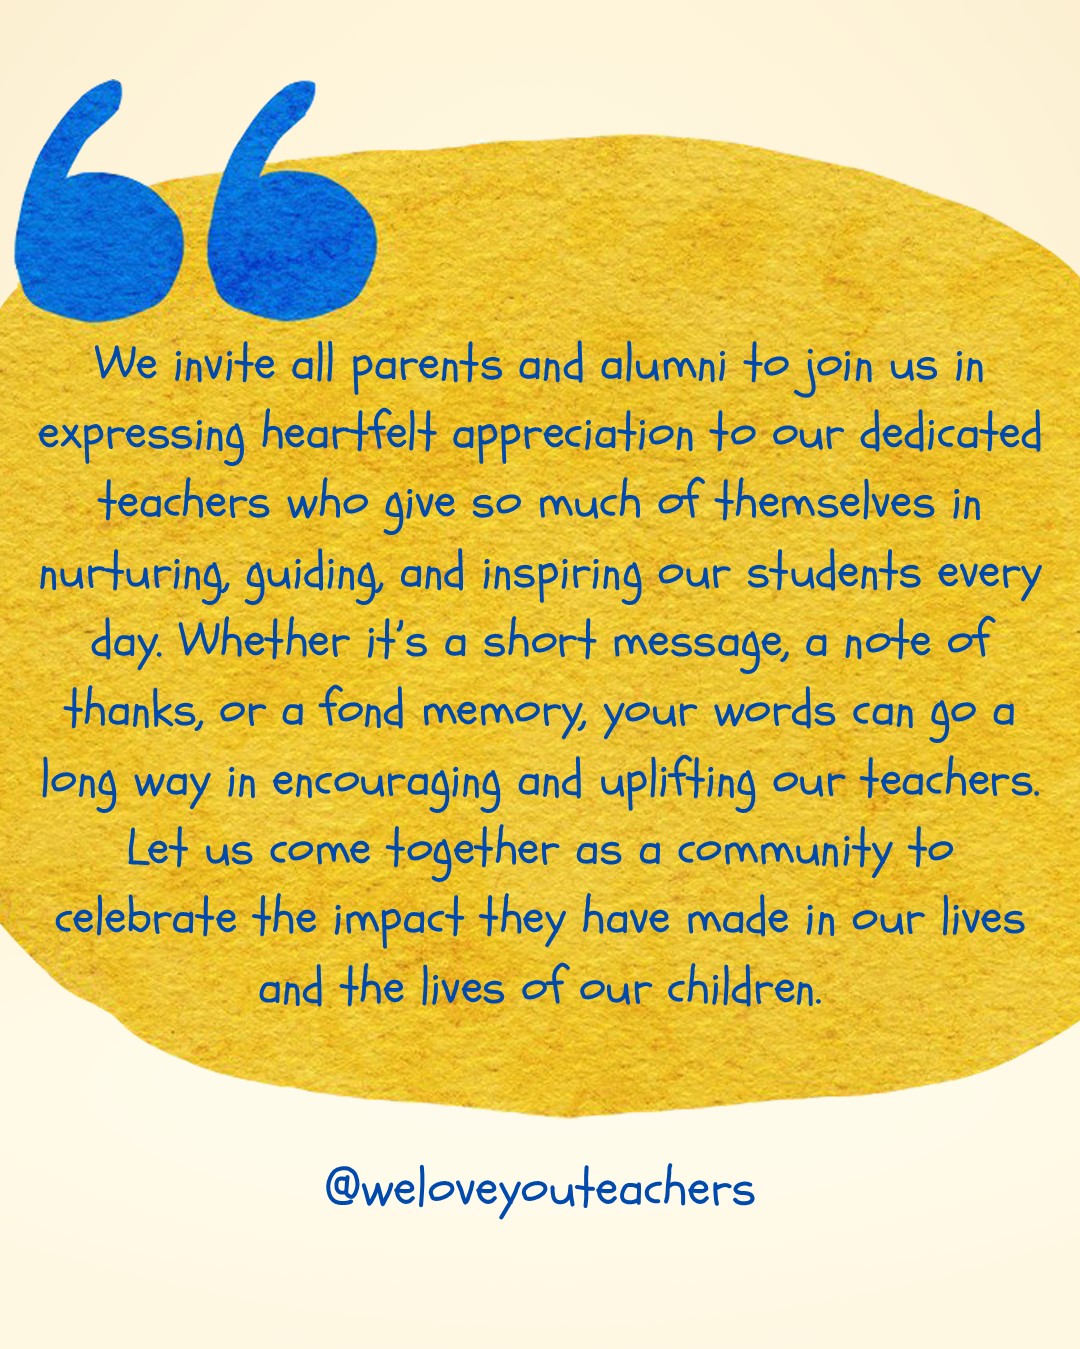 We invite all parents and alumni to join us in
expressing heartfelt appreciation to our dedicated
teachers who give so much of themselves in
nurturing, guiding, and inspiring our students every
day. Whether it's a short message, a note of
thanks, or a fond memory, your words can go a
long way in encouraging and uplifting our teachers.
Let us come together as a community to
celebrate the impact they have made in our lives
and the lives of our children.
@weloveyouteachers